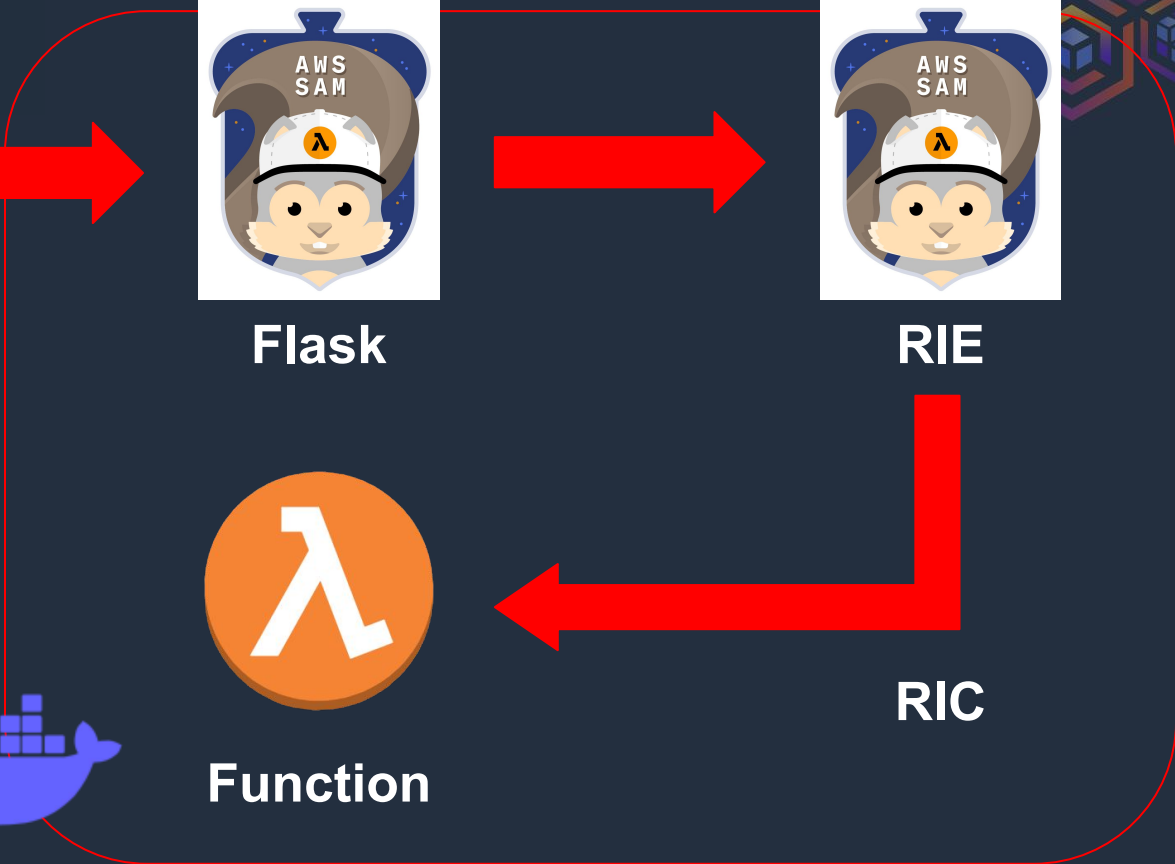 AWS
SAM
AWS
SAM
λ
λ
Flask
RIE
λ
RIC
Function